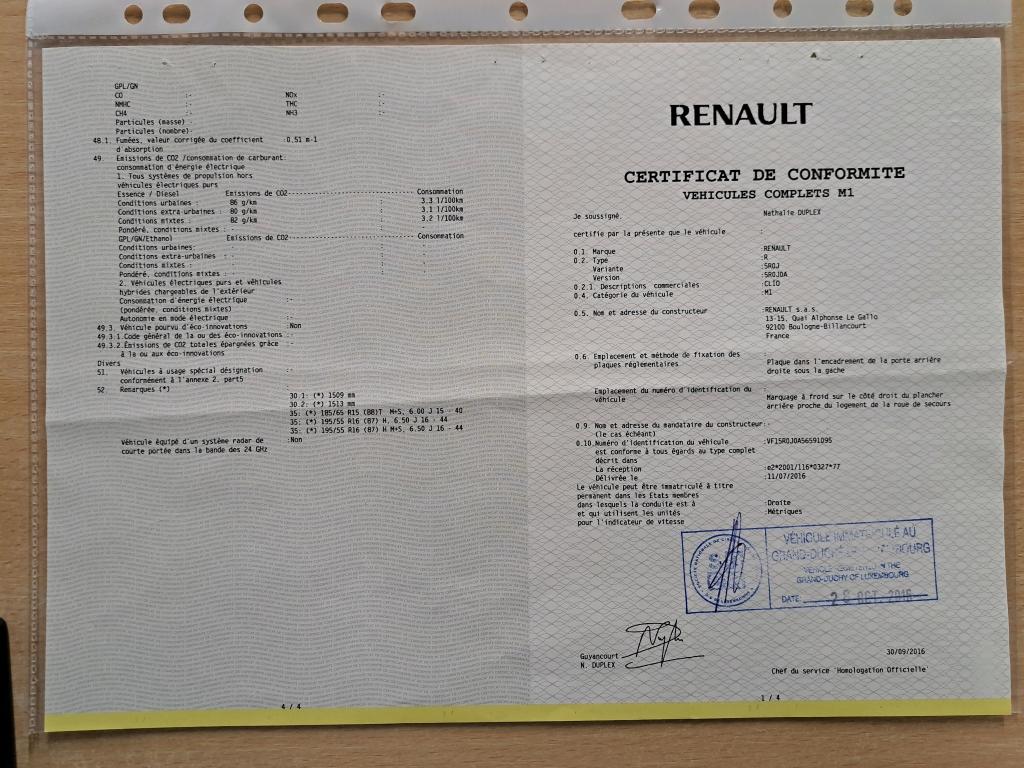 GPL/GN
CO :- NOx :-
NMHC :- THC :-
CH4 :- NH3 :-
Particules (masse) -
Particules (nombre)-
48.1. Fumées, valeur corrigée du coefficient :0.51 m-1
d'absorption
49. Emissions de CO2 /consommation de carburant:
consommation d'énergie électrique
1. Tous systèmes de propulsion hors
véhicules électriques purs
Essence / Diesel Emissions de CO2 Consommation
Conditions urbaines : 86 g/km : 3.3 l/100km
Conditions extra-urbaines : 80 g/km : 3.1 l/100km
Conditions mixtes : 82 g/km : 3.2 l/100km
Pondéré, conditions mixtes : -
GPL/GN/Ethanol Emissions de CO2 Consommation
Conditions urbaines:
Conditions extra-urbaines : -
Conditions mixtes :
Pondéré, conditions mixtes :
2. Véhicules électriques purs et véhicules
hybrides chargeables de l'extérieur
Consommation d'énergie électrique :-
(pondérée, conditions mixtes)
Autonomie en mode électrique :-
49.3. Véhicule pourvu d'éco-innovations :Non
49.3.1.Code général de la ou des éco-innovations :-
49.3.2.Emissions de CO2 totales épargnées grâce :-
à la ou aux éco-innovations
Divers
51. Véhicules à usage spécial désignation :-
conformément à l'annexe 2. part5
52. Remarques (*) :
30.1: (*) 1509 mm
30.2: (*) 1513 mm
35: (*) 185/65 R15 (88)T M+S, 6.00 J 15 - 40
35: (*) 195/55 R16 (87) H, 6.50 J 16 - 44
35: (*) 195/55 R16 (87) H M+S, 6.50 J 16 - 44
Véhicule équipé d'un système radar de :Non
courte portée dans la bande des 24 GHz
4 / 4
RENAULT
CERTIFICAT DE CONFORMITE
VEHICULES COMPLETS M1
Je soussigné, Nathalie DUPLEX
certifie par la présente que le véhicule :
0.1. Marque :RENAULT
0.2. Type :R
Variante :5R0J
Version :5R0J0A
0.2.1. Descriptions commerciales :CLIO
0.4. Catégorie du véhicule :M1
0.5. Nom et adresse du constructeur :RENAULT s.a.s.
13-15, Quai Alphonse Le Gallo
92100 Boulogne-Billancourt
France
0.6. Emplacement et méthode de fixation des
plaques réglementaires Plaque dans l'encadrement de la porte arrière
droite sous la gache
Emplacement du numéro d'identification du
véhicule Marquage à froid sur le côté droit du plancher
arrière proche du logement de la roue de secours
0.9. Nom et adresse du mandataire du constructeur:-
(le cas échéant)
0.10.Numéro d'identification du véhicule :VF15R0J0A56591095
est conforme à tous égards au type complet
décrit dans
La réception :e2*2001/116*0327*77
Délivrée le :11/07/2016
Le véhicule peut être immatriculé à titre
permanent dans les Etats membres
dans lesquels la conduite est à :Droite
et qui utilisent les unités :Métriques
pour l'indicateur de vitesse
VÉHICULE IMMATRICULÉ AU
GRAND-DUCHÉ DE LUXEMBOURG
VEHICLE REGISTERED IN THE
GRAND-DUCHY OF LUXEMBOURG
DATE: OCT. 2016
Guyancourt
N. DUPLEX
30/09/2016
Chef du service 'Homologation Officielle'
1 / 4